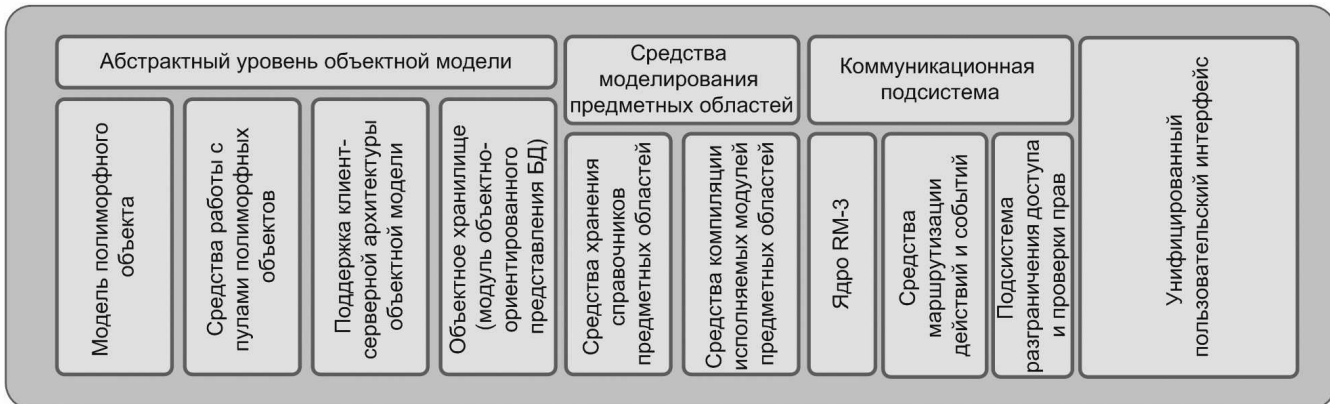 Абстрактный уровень объектной модели
Модель полиморфного
объекта
Средства работы с
пулами полиморфных
объектов
Поддержка клиент-
серверной архитектуры
объектной модели
Объектное хранилище
(модуль объектно-
ориентированного
представления БД)
Средства
моделирования
предметных областей
Средства хранения
справочников
предметных областей
Средства компиляции
исполняемых модулей
предметных областей
Коммуникационная
подсистема
Ядро RM-3
Средства
маршрутизации
действий и событий
Подсистема
разграничения доступа
и проверки прав
Унифицированный
пользовательский интерфейс